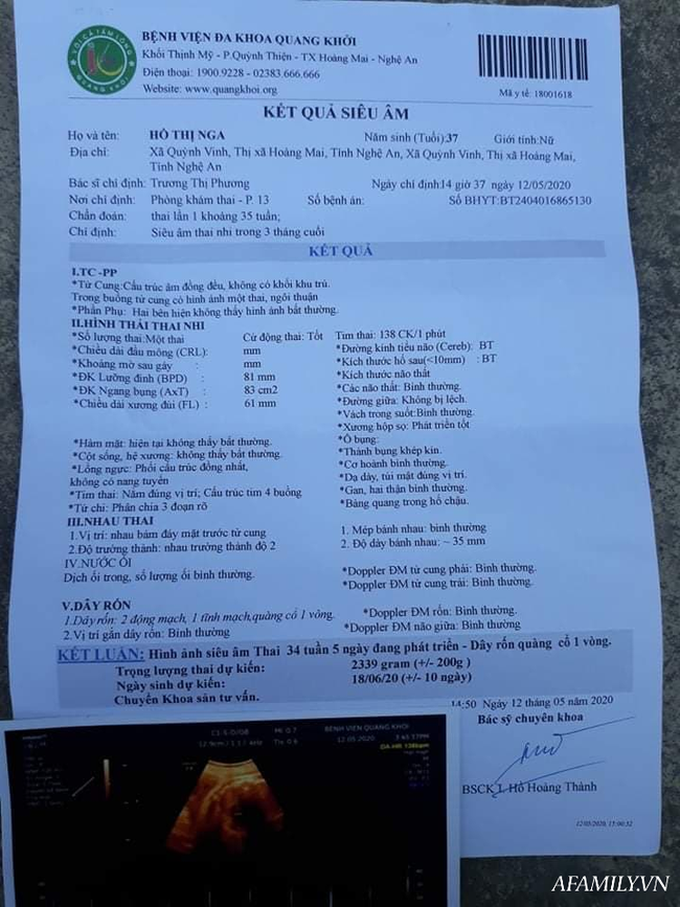 BỆNH VIỆN ĐA KHOA QUANG KHỞI
Khối Thịnh Mỹ - P.Quỳnh Thiện - TX Hoàng Mai - Nghệ An
Điện thoại: 1900.9228 - 02383.666.666
Website: www.quangkhoi.org
Mã y tế: 18001618
VỚI CẢ TẤM LÒNG
QUANG KHỞI
KẾT QUẢ SIÊU ÂM
Họ và tên: HỒ THỊ NGA Năm sinh (Tuổi):37 Giới tính:Nữ
Địa chỉ: Xã Quỳnh Vinh, Thị xã Hoàng Mai, Tỉnh Nghệ An, Xã Quỳnh Vinh, Thị xã Hoàng Mai,
Tỉnh Nghệ An
Bác sĩ chỉ định: Trương Thị Phương Ngày chỉ định:14 giờ 37 ngày 12/05/2020
Nơi chỉ định: Phòng khám thai - P. 13 Số bệnh án: Số BHYT:BT2404016865130
Chẩn đoán: thai lần 1 khoảng 35 tuần;
Chỉ định: Siêu âm thai nhi trong 3 tháng cuối
KẾT QUẢ
I.TC -PP
*Tử Cung:Cấu trúc âm đồng đều, không có khối khu trú.
Trong buồng tử cung có hình ảnh một thai, ngôi thuận
*Phần Phụ: Hai bên hiện không thấy hình ảnh bất thường.
II.HÌNH THÁI THAI NHI
*Số lượng thai:Một thai Cử động thai: Tốt Tim thai: 138 CK/1 phút
*Chiều dài đầu mông (CRL): mm
*Khoảng mờ sau gáy : mm
*ĐK Lưỡng đỉnh (BPD) : 81 mm
*ĐK Ngang bụng (AxT) : 83 cm2
*Chiều dài xương đùi (FL) : 61 mm
*Đường kính tiểu não (Cereb): BT
*Kích thước hố sau(<10mm) : BT
*Kích thước não thất
*Các não thất: Bình thường.
*Đường giữa: Không bị lệch.
*Vách trong suốt:Bình thường.
*Xương hộp sọ: Phát triển tốt
*Hàm mặt: hiện tại không thấy bất thường.
*Cột sống, hệ xương: không thấy bất thường.
*Lồng ngực: Phổi cấu trúc đồng nhất,
không có nang tuyến
*Tim thai: Nằm đúng vị trí; Cấu trúc tim 4 buồng
*Tứ chi: Phân chia 3 đoạn rõ
*Ổ bụng:
*Thành bụng khép kín.
*Cơ hoành bình thường.
*Dạ dày, túi mật đúng vị trí.
*Gan, hai thận bình thường.
*Bàng quang trong hố chậu.
III.NHAU THAI
1.Vị trí: nhau bám đáy mặt trước tử cung
2.Độ trưởng thành: nhau trưởng thành độ 2
1. Mép bánh nhau: bình thường
2. Độ dày bánh nhau: ~ 35 mm
IV.NƯỚC ỐI
Dịch ối trong, số lượng ối bình thường.
*Doppler ĐM tử cung phải: Bình thường.
*Doppler ĐM tử cung trái: Bình thường.
V.DÂY RỐN
1.Dây rốn: 2 động mạch, 1 tĩnh mạch,quàng cổ 1 vòng.
2.Vị trí gắn dây rốn: Bình thường
*Doppler ĐM rốn: Bình thường.
*Doppler ĐM não giữa: Bình thường
KẾT LUẬN: Hình ảnh siêu âm Thai 34 tuần 5 ngày đang phát triển - Dây rốn quàng cổ 1 vòng.
Trọng lượng thai dự kiến: 2339 gram (+/- 200g )
Ngày sinh dự kiến: 18/06/20 (+/- 10 ngày)
Chuyển Khoa sản tư vấn.
14:50 Ngày 12 tháng 05 năm 2020
Bác sỹ chuyên khoa
BSCK I. Hồ Hoàng Thành
12/05/2020, 15:00:52
BỆNH VIỆN QUANG KHỞI
12 05 2020
AFAMILY.VN